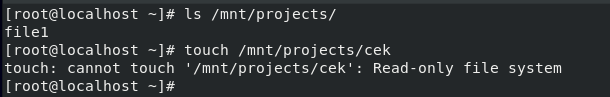 [root@localhost ~]# ls /mnt/projects/
file1
[root@localhost ~]# touch /mnt/projects/cek
touch: cannot touch '/mnt/projects/cek': Read-only file system
[root@localhost ~]#